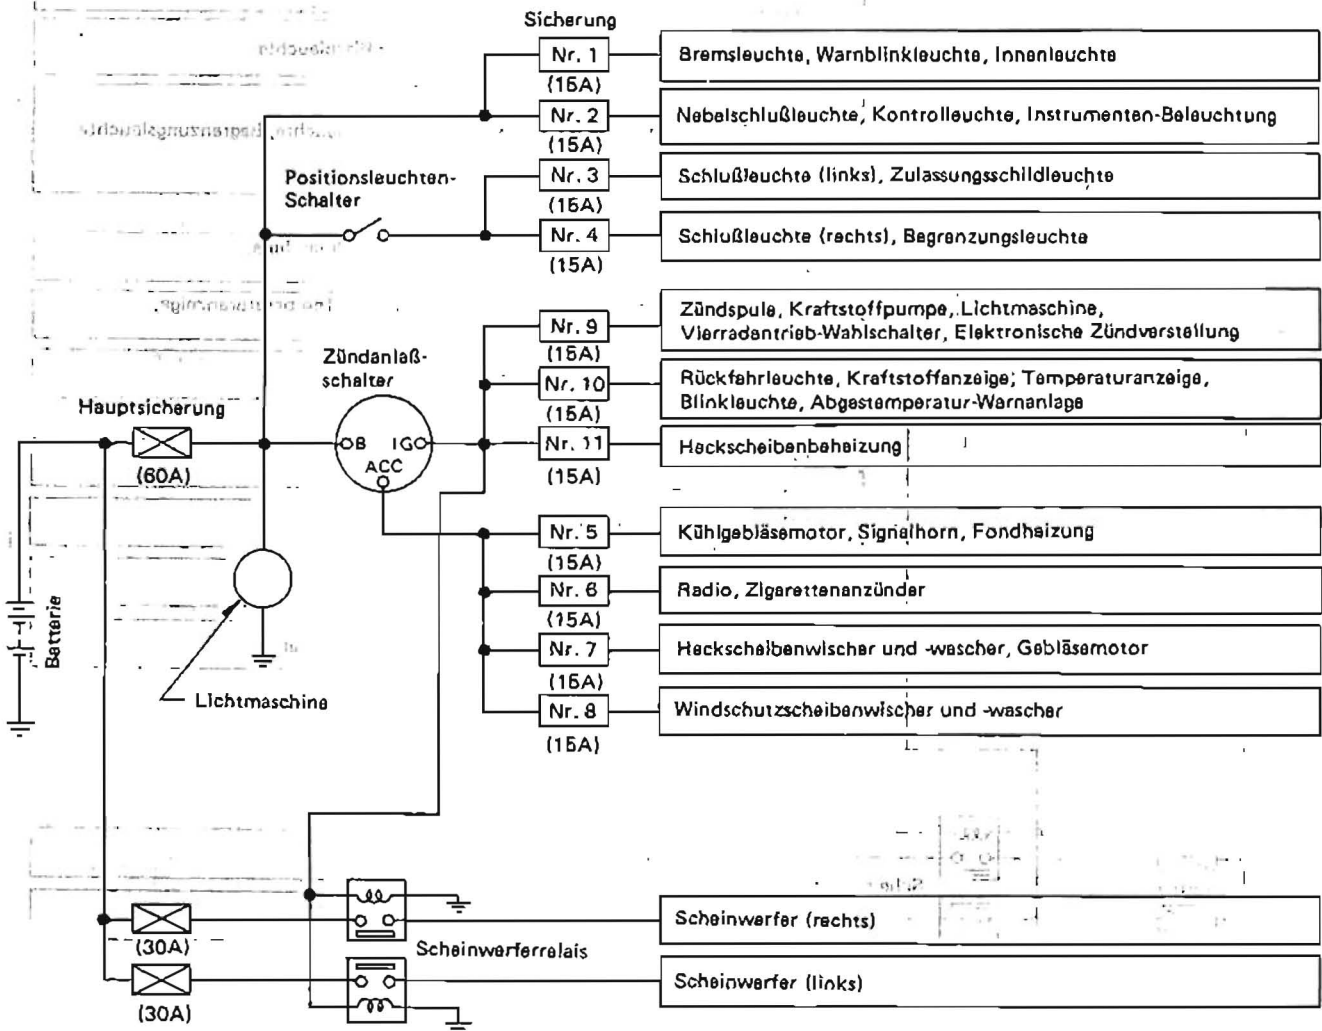 Sicherung
Nr. 1
(15A)
Bremsleuchte, Warnblinkleuchte, Innenleuchte
Nr. 2
(15A)
Nebelschlußleuchte, Kontrolleuchte, Instrumenten-Beleuchtung
Positionsleuchten-
Schalter
Nr. 3
(15A)
Schlußleuchte (links), Zulassungsschildleuchte
Nr. 4
(15A)
Schlußleuchte (rechts), Begrenzungsleuchte
Nr. 9
(15A)
Zündspule, Kraftstoffpumpe, Lichtmaschine,
Vierradantrieb-Wahlschalter, Elektronische Zündverstellung
Zündanlaß-
schalter
B
IG
ACC
Nr. 10
(15A)
Rückfahrleuchte, Kraftstoffanzeige, Temperaturanzeige,
Blinkleuchte, Abgastemperatur-Warnanlage
Hauptsicherung
(60A)
Nr. 11
(15A)
Heckscheibenbeheizung
Nr. 5
(15A)
Kühlgebläsemotor, Signalhorn, Fondheizung
Nr. 6
(15A)
Radio, Zigarettenanzünder
Nr. 7
(15A)
Heckscheibenwischer und -wascher, Gebläsemotor
Nr. 8
(15A)
Windschutzscheibenwischer und -wascher
Batterie
Lichtmaschine
(30A)
Scheinwerfer (rechts)
Scheinwerferrelais
(30A)
Scheinwerfer (links)